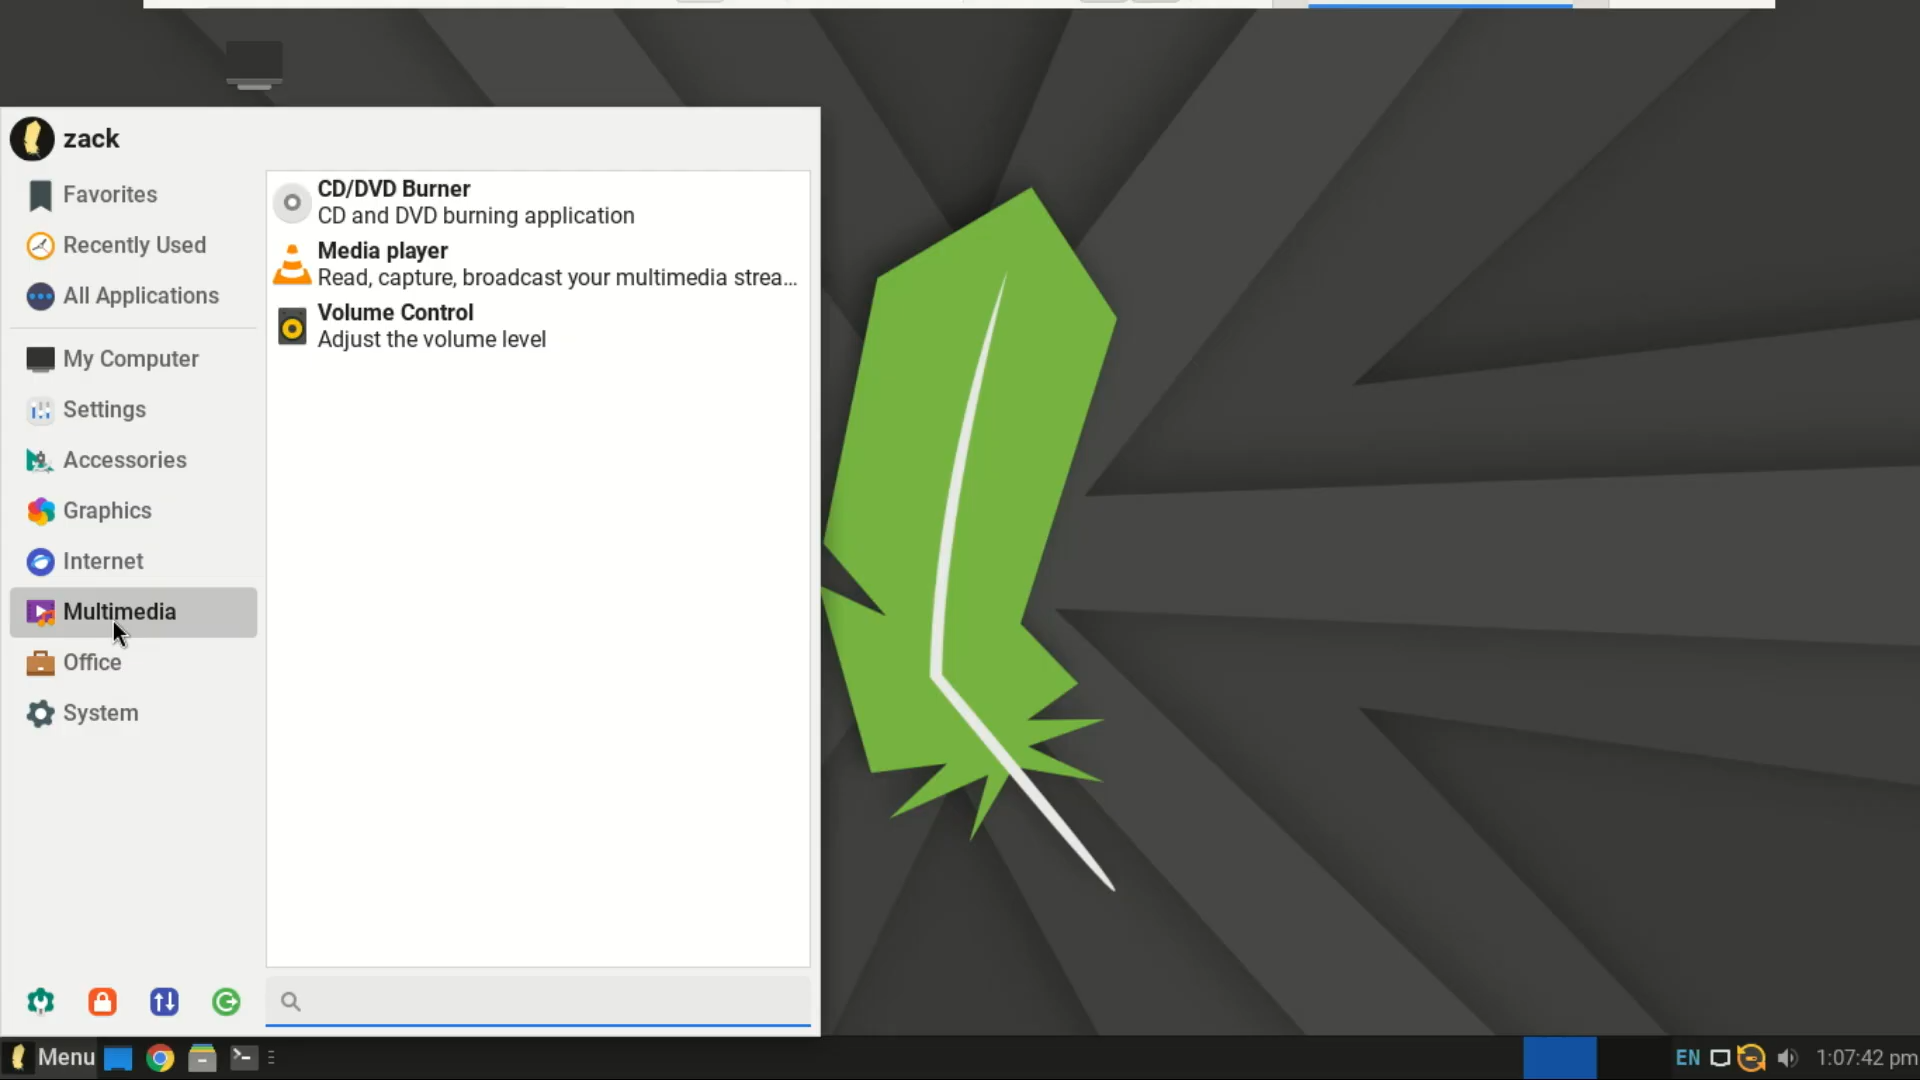 zack
Favorites
Recently Used
All Applications
My Computer
Settings
Accessories
Graphics
Internet
Multimedia
Office
System
CD/DVD Burner
CD and DVD burning application
Media player
Read, capture, broadcast your multimedia strea...
Volume Control
Adjust the volume level
Menu
EN
1:07:42 pm